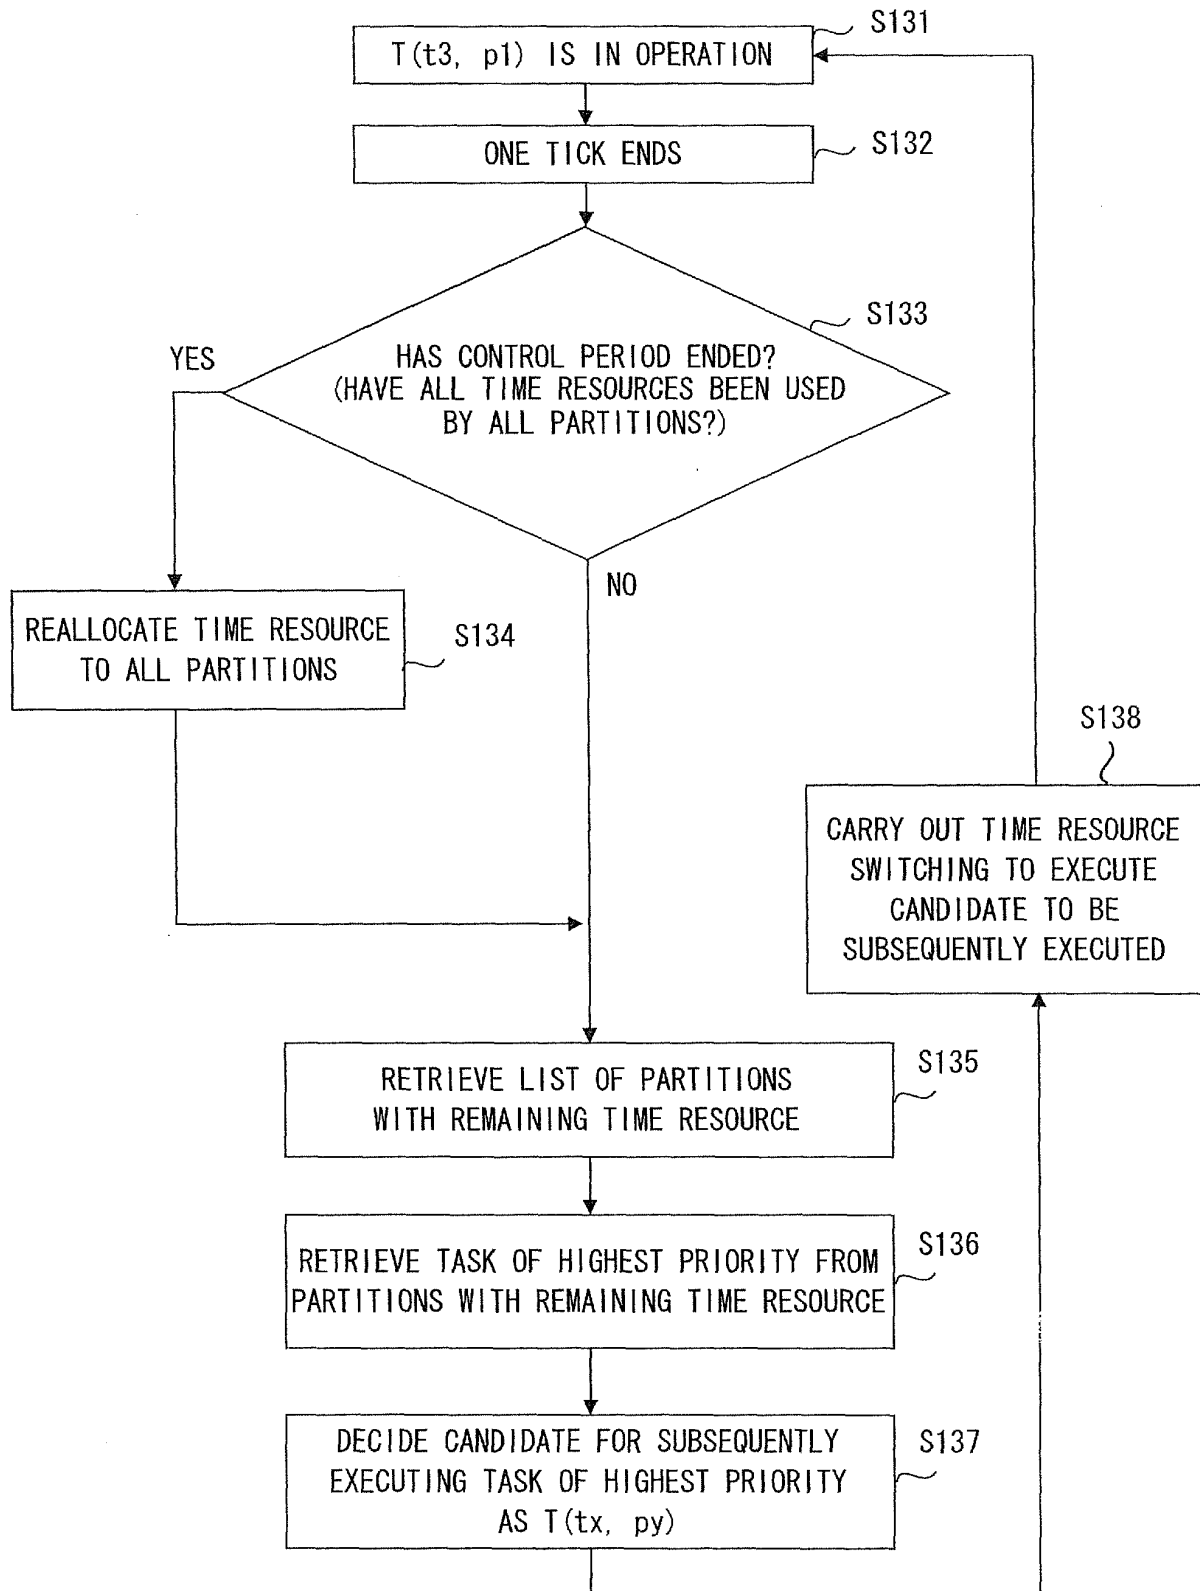 S131
T(t3, p1) IS IN OPERATION
S132
ONE TICK ENDS
S133
HAS CONTROL PERIOD ENDED?
(HAVE ALL TIME RESOURCES BEEN USED
BY ALL PARTITIONS?)
YES
NO
REALLOCATE TIME RESOURCE
TO ALL PARTITIONS
S134
S138
CARRY OUT TIME RESOURCE
SWITCHING TO EXECUTE
CANDIDATE TO BE
SUBSEQUENTLY EXECUTED
S135
RETRIEVE LIST OF PARTITIONS
WITH REMAINING TIME RESOURCE
S136
RETRIEVE TASK OF HIGHEST PRIORITY FROM
PARTITIONS WITH REMAINING TIME RESOURCE
S137
DECIDE CANDIDATE FOR SUBSEQUENTLY
EXECUTING TASK OF HIGHEST PRIORITY
AS T(tx, py)